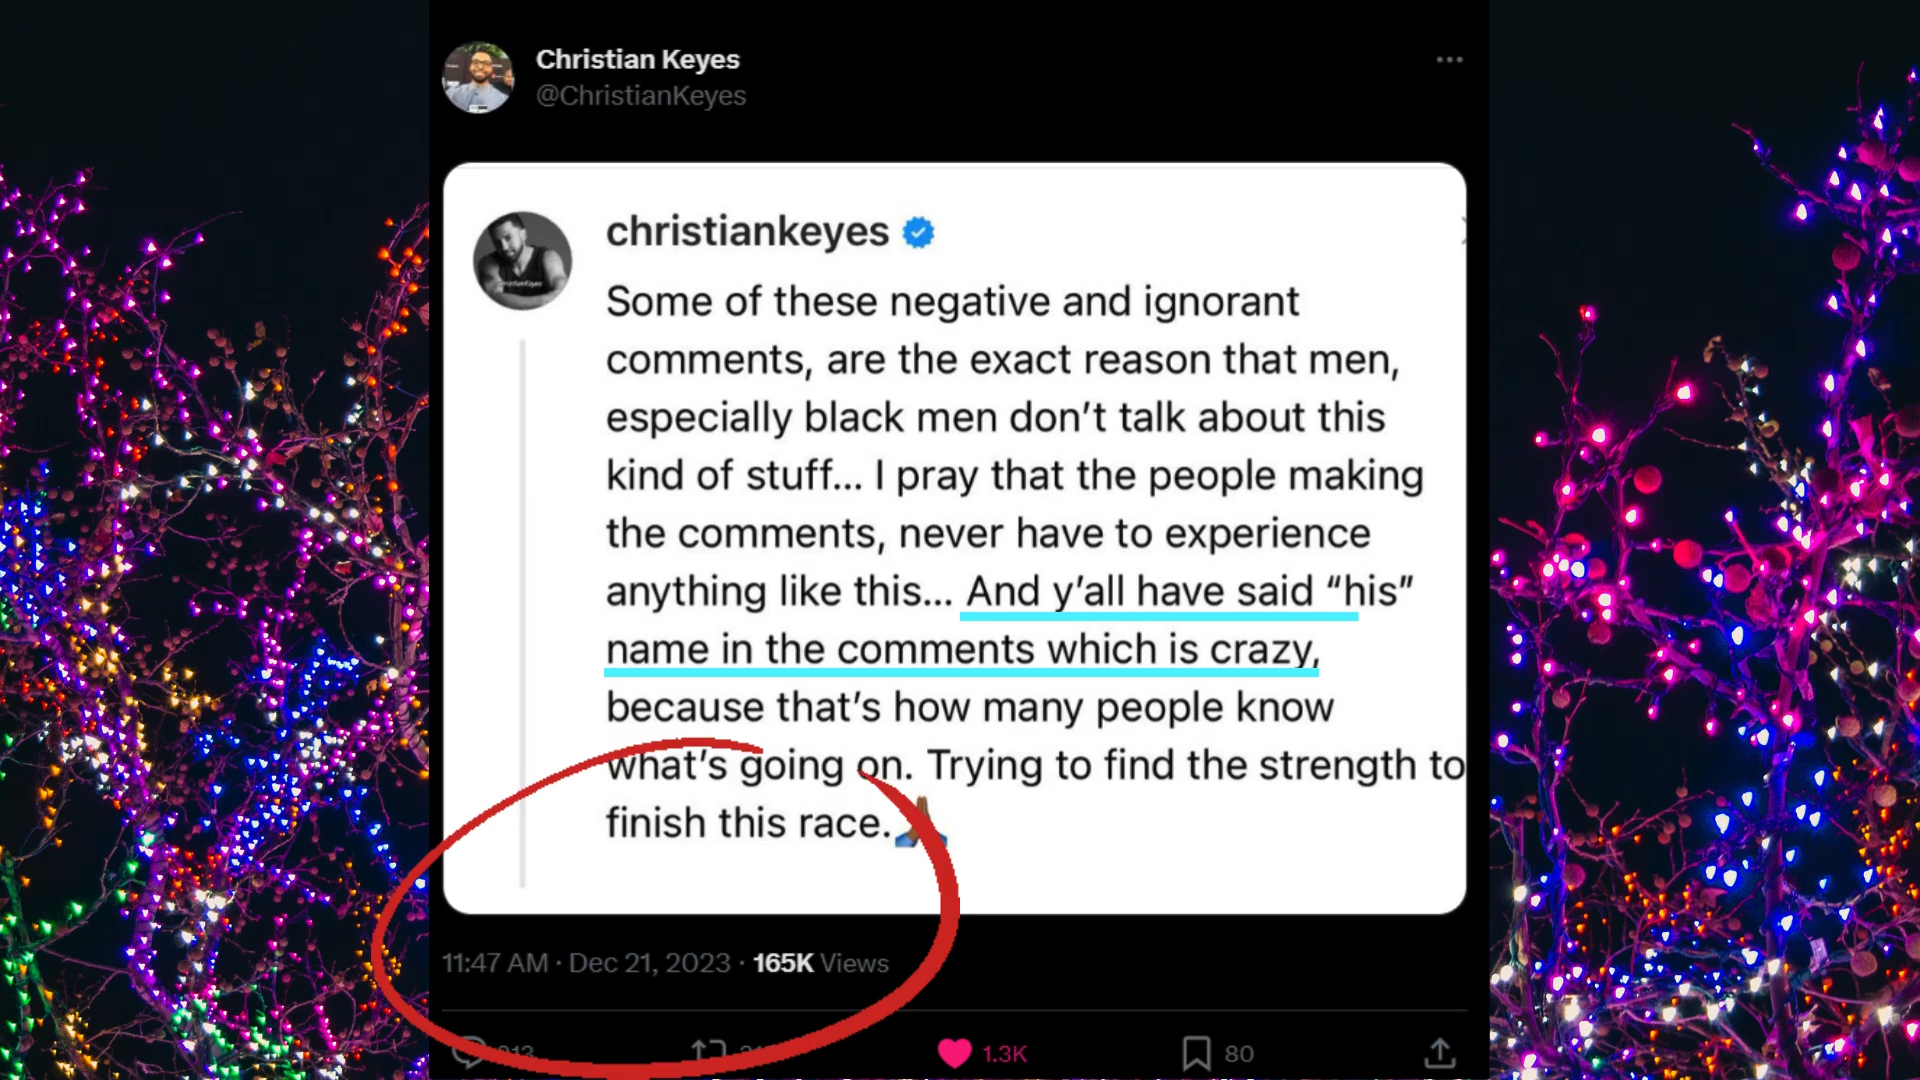 Christian Keyes
@ChristianKeyes
christiankeyes
Some of these negative and ignorant
comments, are the exact reason that men,
especially black men don't talk about this
kind of stuff... I pray that the people making
the comments, never have to experience
anything like this... And y'all have said “his”
name in the comments which is crazy,
because that's how many people know
what's going on. Trying to find the strength to
finish this race.🙏🏾
11:47 AM · Dec 21, 2023 · 165K Views
1.3K 80